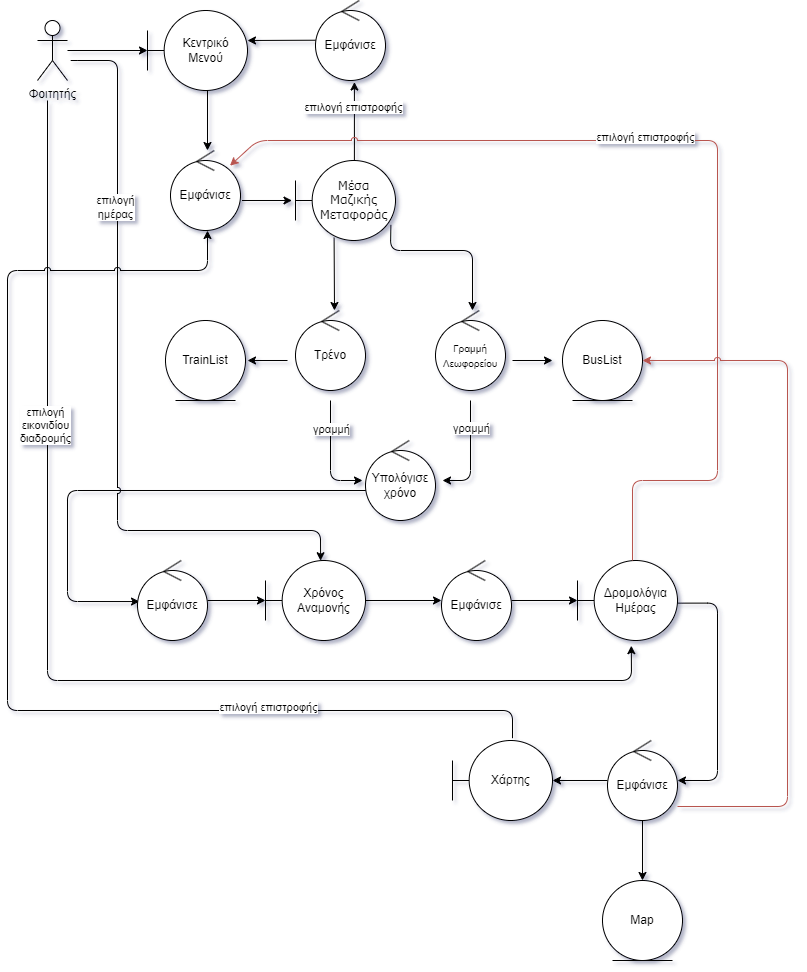 Κεντρικό
Μενού
Εμφάνισε
Φοιτητής
επιλογή επιστροφής
επιλογή επιστροφής
επιλογή
ημέρας
Εμφάνισε
Μέσα
Μαζικής
Μεταφοράς
TrainList
Τρένο
Γραμμή
Λεωφορείου
BusList
επιλογή
εικονιδίου
διαδρομής
γραμμή
γραμμή
Υπολόγισε
χρόνο
Εμφάνισε
Χρόνος
Αναμονής
Εμφάνισε
Δρομολόγια
Ημέρας
επιλογή επιστροφής
Χάρτης
Εμφάνισε
Map